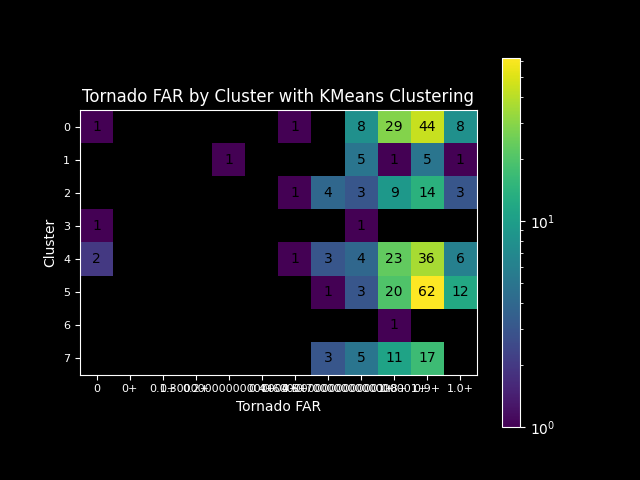 Tornado FAR by Cluster with KMeans Clustering
0 1 1 8 29 44 8
1 1 5 1 5 1
2 1 4 3 9 14 3
3 1 1
4 2 1 3 4 23 36 6
5 1 3 20 62 12
6 1
7 3 5 11 17
0 0+ 0.9+ 1.0+
Tornado FAR
Cluster
10¹
10⁰